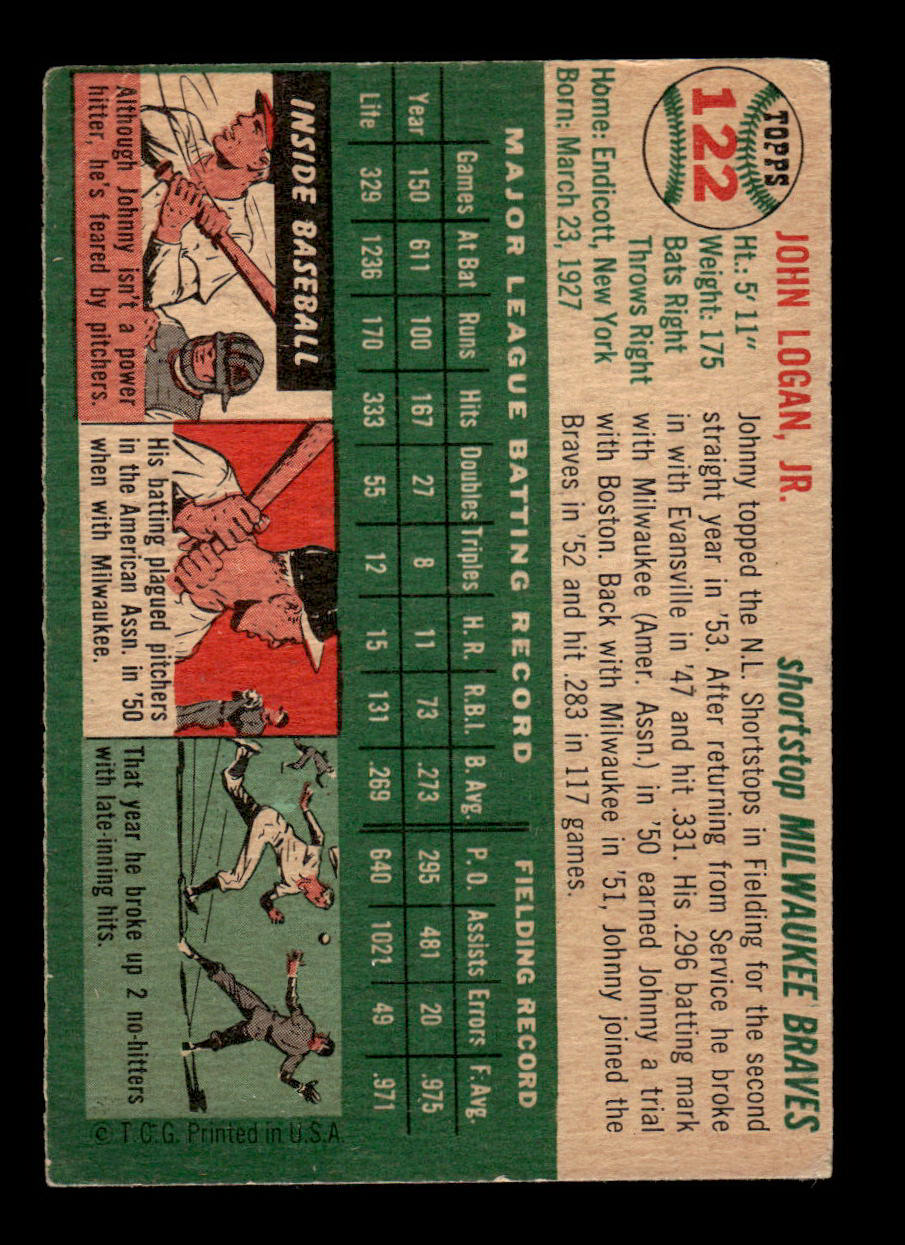 TOPPS
122
JOHN LOGAN, JR.
shortstop MILWAUKEE BRAVES
Ht.: 5' 11"
Weight: 175
Bats Right
Throws Right
Home: Endicott, New York
Born: March 23, 1927
Johnny topped the N.L. Shortstops in Fielding for the second
straight year in '53. After returning from Service he broke
in with Evansville in '47 and hit .331. His .296 batting mark
with Milwaukee (Amer. Assn.) in '50 earned Johnny a trial
with Boston. Back with Milwaukee in '51, Johnny joined the
Braves in '52 and hit .283 in 117 games.
MAJOR LEAGUE BATTING RECORD FIELDING RECORD
Games At Bat Runs Hits Doubles Triples H. R. R.B.I. B. Avg. P. O. Assists Errors F. Avg.
Year 150 611 100 167 27 8 11 73 .273 295 481 20 .975
Life 329 1236 170 333 55 12 15 131 .269 640 1021 49 .971
INSIDE BASEBALL
Although Johnny isn't a power
hitter, he's feared by pitchers.
His batting plagued pitchers
in the American Assn. in '50
when with Milwaukee.
That year he broke up 2 no-hitters
with late-inning hits.
© T.C.G. Printed in U.S.A.